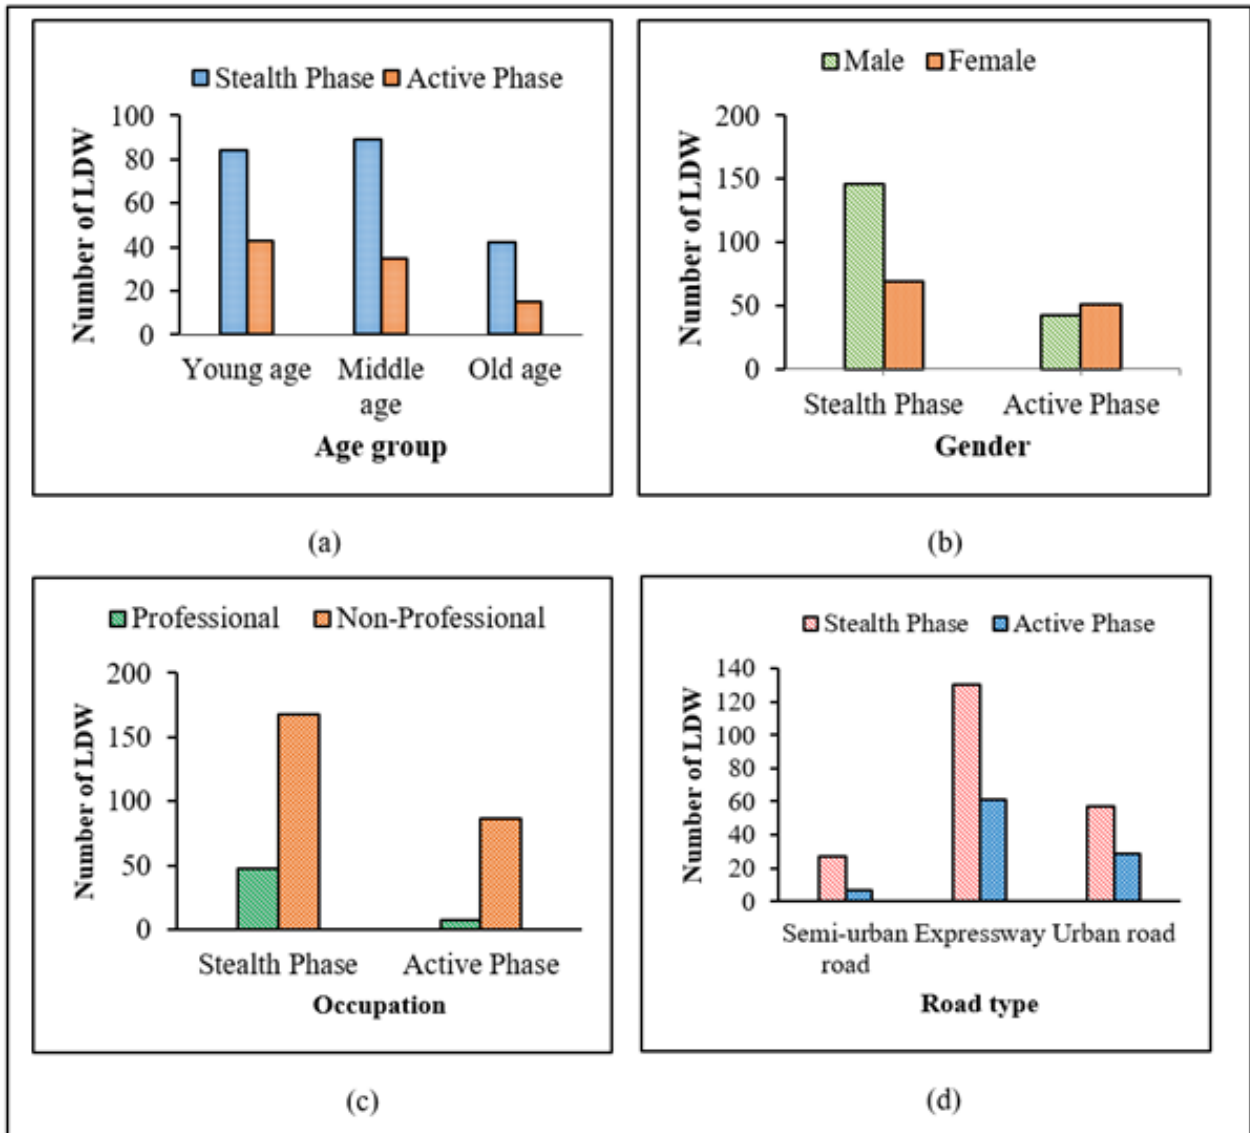 Stealth Phase Active Phase
Number of LDW
100
80
60
40
20
0
Young age Middle age Old age
Age group
(a)
Male Female
Number of LDW
200
150
100
50
0
Stealth Phase Active Phase
Gender
(b)
Professional Non-Professional
Number of LDW
200
150
100
50
0
Stealth Phase Active Phase
Occupation
(c)
Stealth Phase Active Phase
Number of LDW
140
120
100
80
60
40
20
0
Semi-urban road Expressway Urban road
Road type
(d)